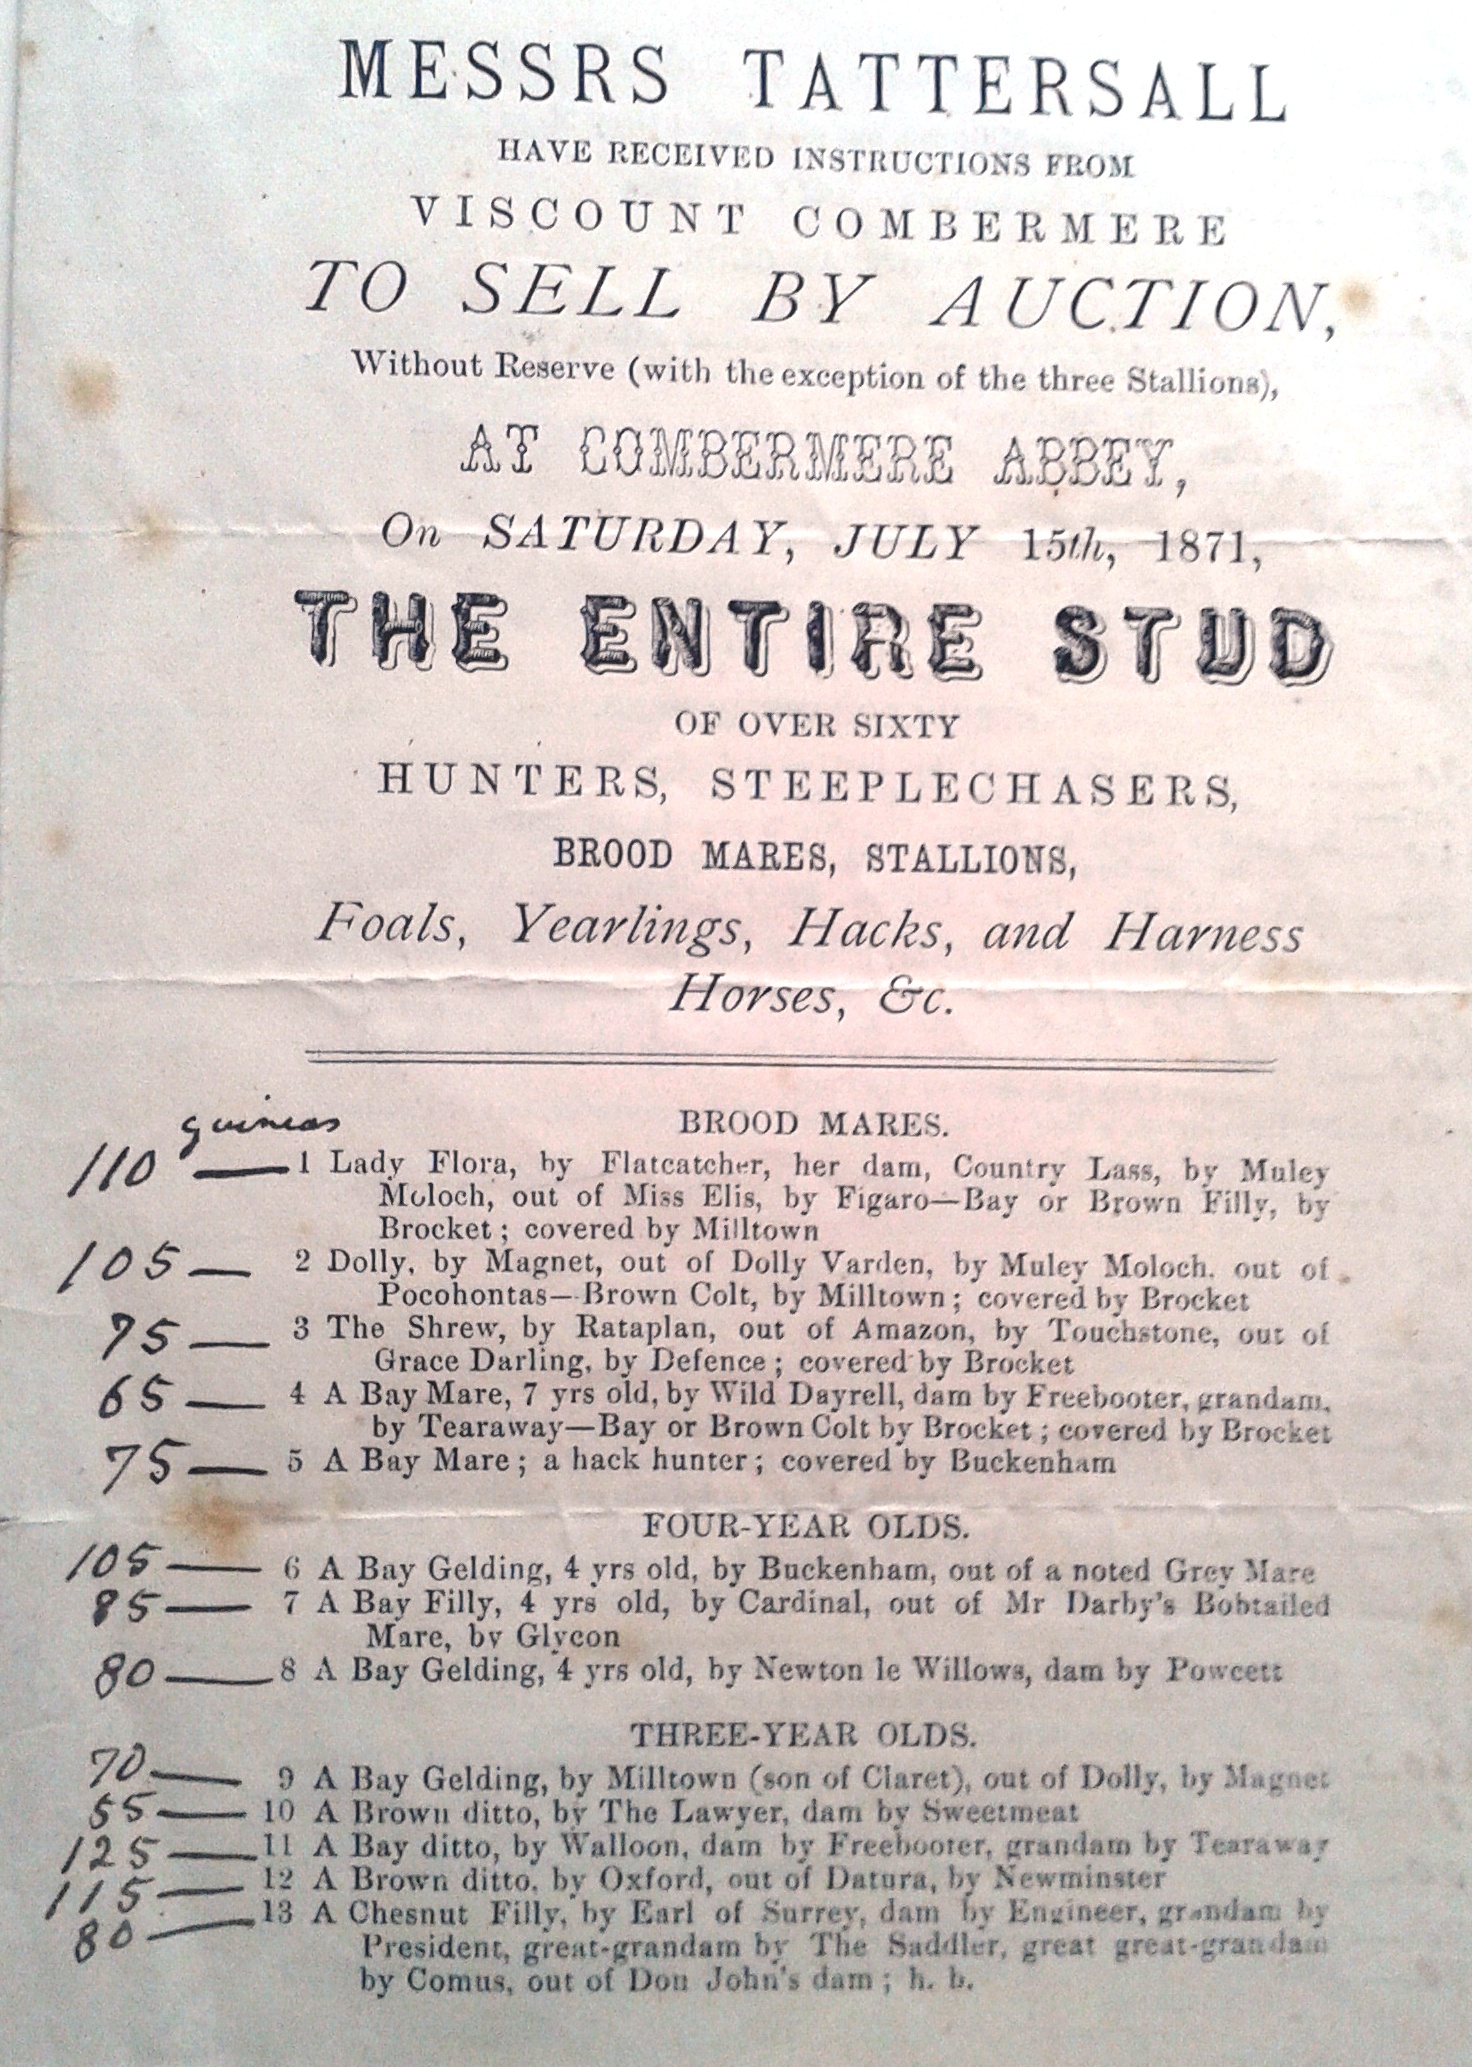 MESSRS TATTERSALL
HAVE RECEIVED INSTRUCTIONS FROM
VISCOUNT COMBERMERE
TO SELL BY AUCTION,
Without Reserve (with the exception of the three Stallions),
AT COMBERMERE ABBEY,
On SATURDAY, JULY 15th, 1871,
THE ENTIRE STUD
OF OVER SIXTY
HUNTERS, STEEPLECHASERS,
BROOD MARES, STALLIONS,
Foals, Yearlings, Hacks, and Harness
Horses, &c.
guineas
BROOD MARES.
110 — 1 Lady Flora, by Flatcatcher, her dam, Country Lass, by Muley
Moloch, out of Miss Elis, by Figaro—Bay or Brown Filly, by
Brocket; covered by Milltown
105 — 2 Dolly, by Magnet, out of Dolly Varden, by Muley Moloch, out of
Pocohontas—Brown Colt, by Milltown; covered by Brocket
75 — 3 The Shrew, by Rataplan, out of Amazon, by Touchstone, out of
Grace Darling, by Defence; covered by Brocket
65 — 4 A Bay Mare, 7 yrs old, by Wild Dayrell, dam by Freebooter, grandam,
by Tearaway—Bay or Brown Colt by Brocket; covered by Brocket
75 — 5 A Bay Mare; a hack hunter; covered by Buckenham
FOUR-YEAR OLDS.
105 — 6 A Bay Gelding, 4 yrs old, by Buckenham, out of a noted Grey Mare
85 — 7 A Bay Filly, 4 yrs old, by Cardinal, out of Mr Darby's Bobtailed
Mare, by Glycon
80 — 8 A Bay Gelding, 4 yrs old, by Newton le Willows, dam by Powcett
THREE-YEAR OLDS.
70 — 9 A Bay Gelding, by Milltown (son of Claret), out of Dolly, by Magnet
55 — 10 A Brown ditto, by The Lawyer, dam by Sweetmeat
125 — 11 A Bay ditto, by Walloon, dam by Freebooter, grandam by Tearaway
115 — 12 A Brown ditto, by Oxford, out of Datura, by Newminster
80 — 13 A Chesnut Filly, by Earl of Surrey, dam by Engineer, grandam by
President, great-grandam by The Saddler, great great-grandam
by Comus, out of Don John's dam; h. b.